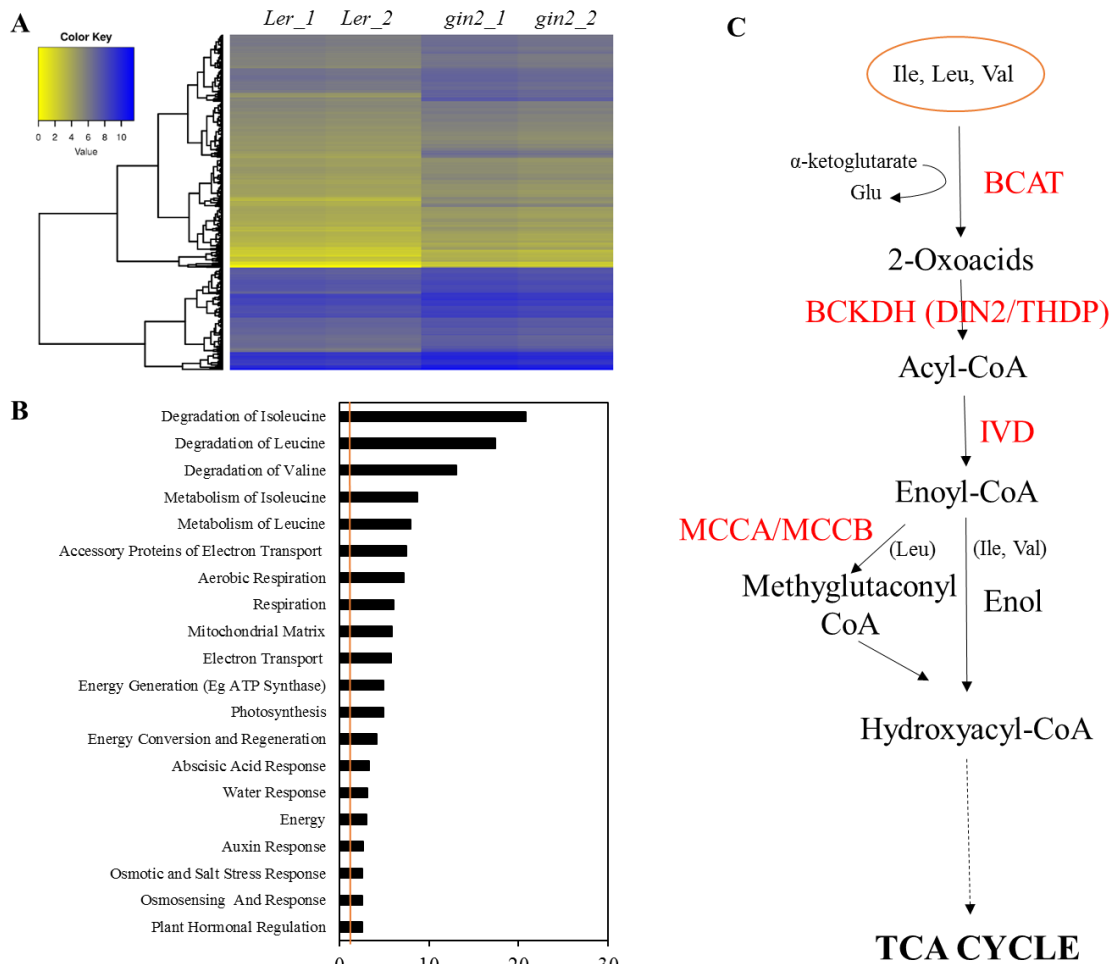 A
Color Key
0 2 4 6 8 10
Value
Ler_1 Ler_2 gin2_1 gin2_2
B
Degradation of Isoleucine
Degradation of Leucine
Degradation of Valine
Metabolism of Isoleucine
Metabolism of Leucine
Accessory Proteins of Electron Transport
Aerobic Respiration
Respiration
Mitochondrial Matrix
Electron Transport
Energy Generation (Eg ATP Synthase)
Photosynthesis
Energy Conversion and Regeneration
Abscisic Acid Response
Water Response
Energy
Auxin Response
Osmotic and Salt Stress Response
Osmosensing And Response
Plant Hormonal Regulation
0 10 20 30
C
Ile, Leu, Val
α-ketoglutarate
Glu
BCAT
2-Oxoacids
BCKDH (DIN2/THDP)
Acyl-CoA
IVD
Enoyl-CoA
MCCA/MCCB
(Leu)
(Ile, Val)
Methyglutaconyl
CoA
Enol
Hydroxyacyl-CoA
TCA CYCLE